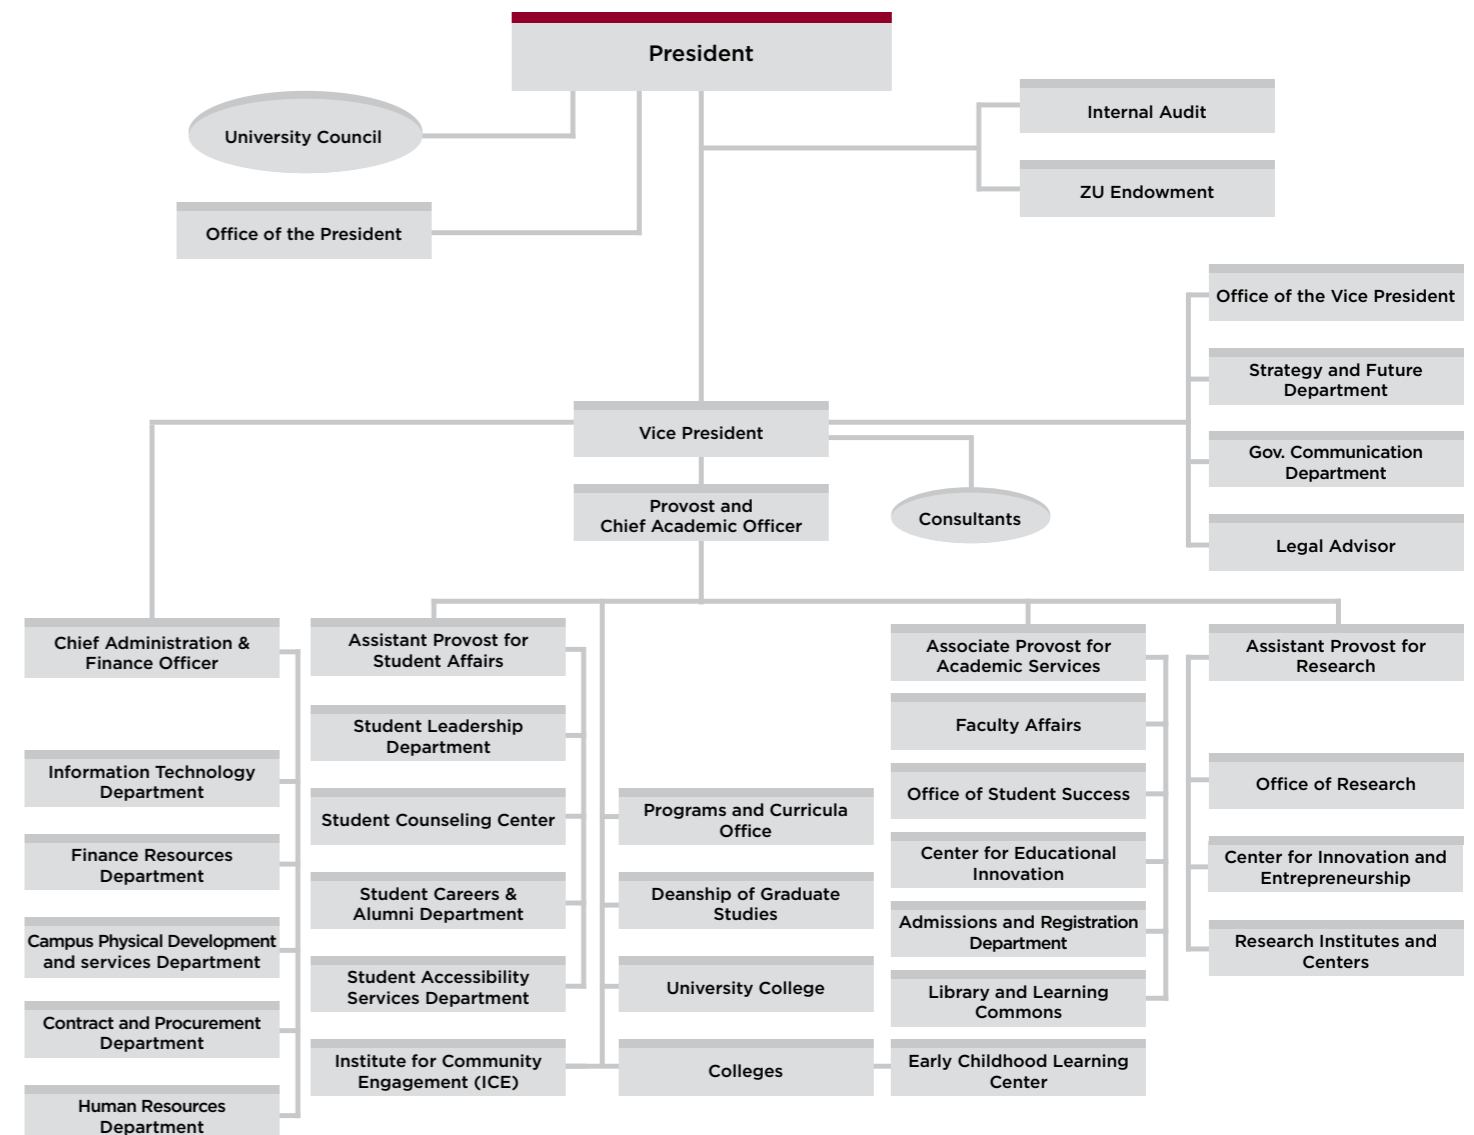 President
University Council
Internal Audit
ZU Endowment
Office of the President
Office of the Vice President
Strategy and Future
Department
Gov. Communication
Department
Legal Advisor
Vice President
Provost and
Chief Academic Officer
Consultants
Chief Administration &
Finance Officer
Information Technology
Department
Finance Resources
Department
Campus Physical Development
and services Department
Contract and Procurement
Department
Human Resources
Department
Assistant Provost for
Student Affairs
Student Leadership
Department
Student Counseling Center
Student Careers &
Alumni Department
Student Accessibility
Services Department
Institute for Community
Engagement (ICE)
Programs and Curricula
Office
Deanship of Graduate
Studies
University College
Colleges
Associate Provost for
Academic Services
Faculty Affairs
Office of Student Success
Center for Educational
Innovation
Admissions and Registration
Department
Library and Learning
Commons
Early Childhood Learning
Center
Assistant Provost for
Research
Office of Research
Center for Innovation and
Entrepreneurship
Research Institutes and
Centers